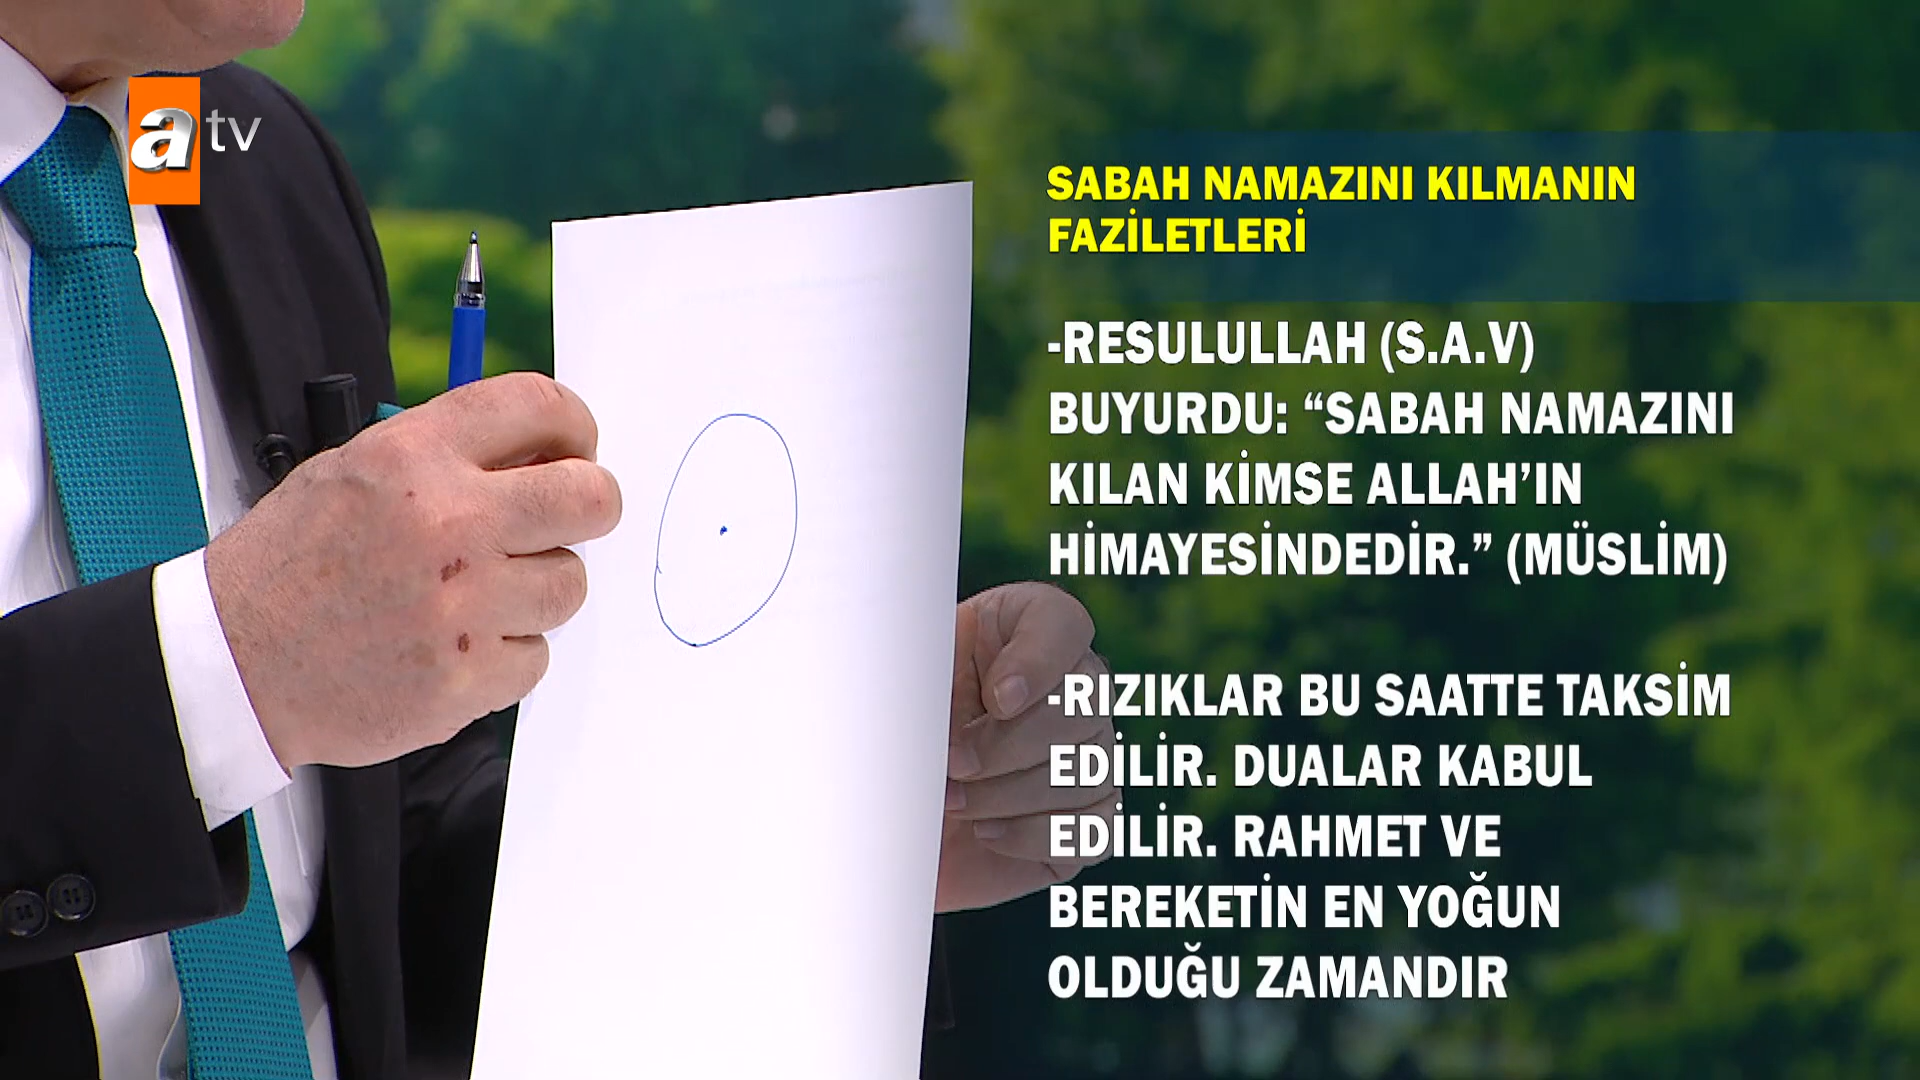 a tv
SABAH NAMAZINI KILMANIN
FAZİLETLERİ
-RESULULLAH (S.A.V)
BUYURDU: “SABAH NAMAZINI
KILAN KİMSE ALLAH’IN
HİMAYESİNDEDİR.” (MÜSLİM)
-RIZIKLAR BU SAATTE TAKSİM
EDİLİR. DUALAR KABUL
EDİLİR. RAHMET VE
BEREKETİN EN YOĞUN
OLDUĞU ZAMANDIR